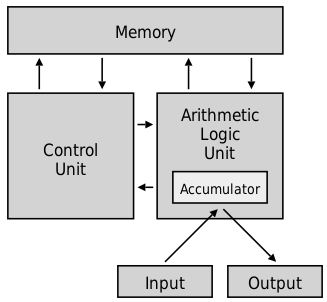 Memory
Control
Unit
Arithmetic
Logic
Unit
Accumulator
Input
Output